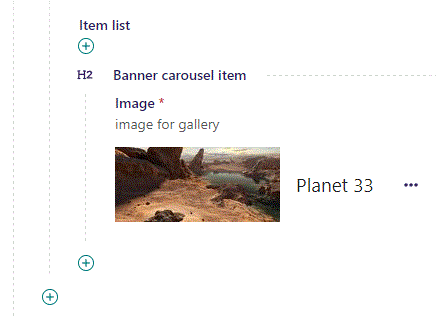 Item list
H2 Banner carousel item
Image *
image for gallery
Planet 33